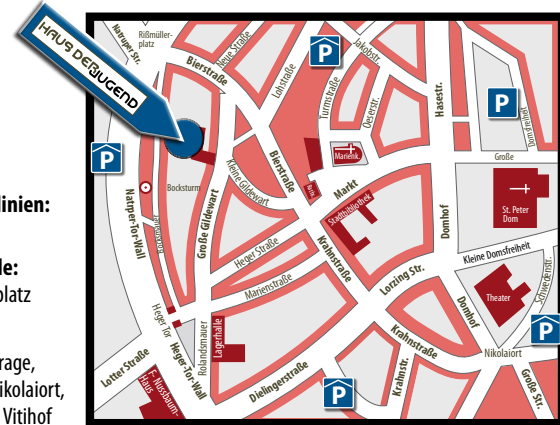 HAUS DER JUGEND
Natruper Str.
Rißmüller-
platz
Bierstraße
Neue Straße
Lohstraße
P
Jakobstr.
Turmstraße
Oeserstr.
Hasestr.
P
Domfreiheit
P
Marienk.
Große
Bocksturm
Kleine Gildewart
Bierstraße
Markt
Stadtbibliothek
St. Peter
Dom
linien:
Natruper-Tor-Wall
Große Gildewart
Domhof
Heger Straße
Krahnstraße
Kleine Domsfreiheit
de:
platz
Marienstraße
Lorzing Str.
Domhof
Theater
Schwedenstr.
Heger Tor
Heger-Tor-Wall
Rolandsmauer
Lagerhalle
Krahnstraße
P
Nikolaiort
rage,
Lotter Straße
Dielingerstraße
Krahnstr.
Große Str.
ikolaiort,
F- Nussbaum-
Haus
P
Vitihof